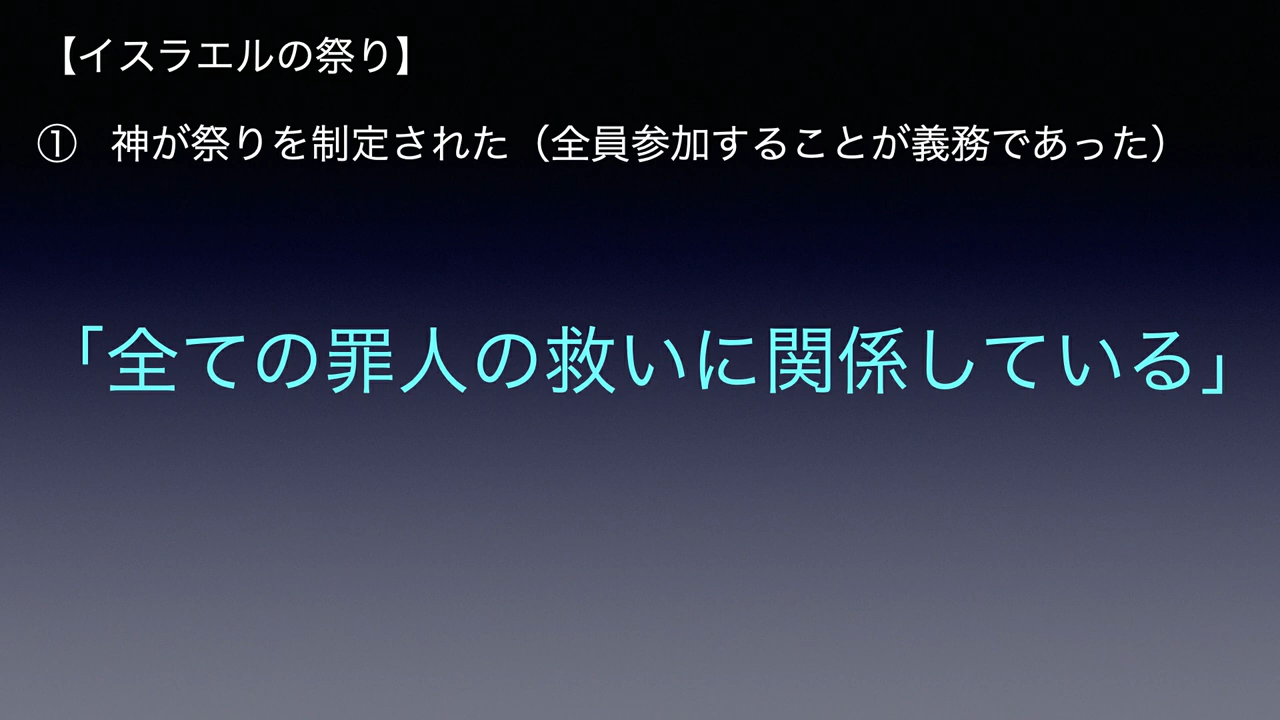 【イスラエルの祭り】
① 神が祭りを制定された（全員参加することが義務であった）
「全ての罪人の救いに関係している」